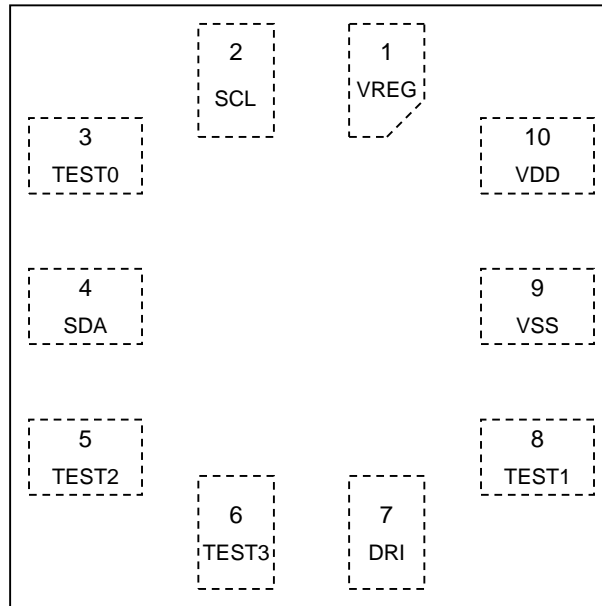 2
SCL
1
VREG
3
TEST0
10
VDD
4
SDA
9
VSS
5
TEST2
8
TEST1
6
TEST3
7
DRI